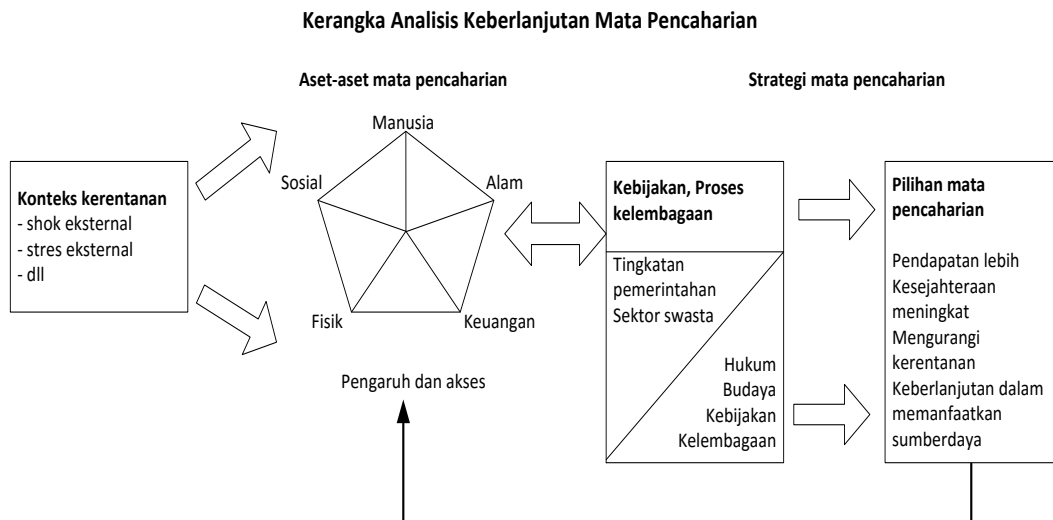 Kerangka Analisis Keberlanjutan Mata Pencaharian
Aset-aset mata pencaharian
Strategi mata pencaharian
Konteks kerentanan
- shok eksternal
- stres eksternal
- dll
Manusia
Sosial
Alam
Fisik
Keuangan
Pengaruh dan akses
Kebijakan, Proses
kelembagaan
Tingkatan
pemerintahan
Sektor swasta
Hukum
Budaya
Kebijakan
Kelembagaan
Pilihan mata
pencaharian
Pendapatan lebih
Kesejahteraan
meningkat
Mengurangi
kerentanan
Keberlanjutan dalam
memanfaatkan
sumberdaya